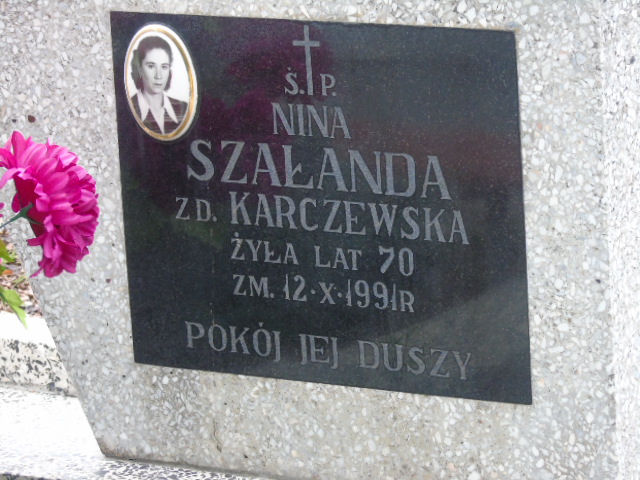 Ś. P.
NINA
SZAŁANDA
ZD. KARCZEWSKA
ŻYŁA LAT 70
ZM. 12·X·1991R
POKÓJ JEJ DUSZY